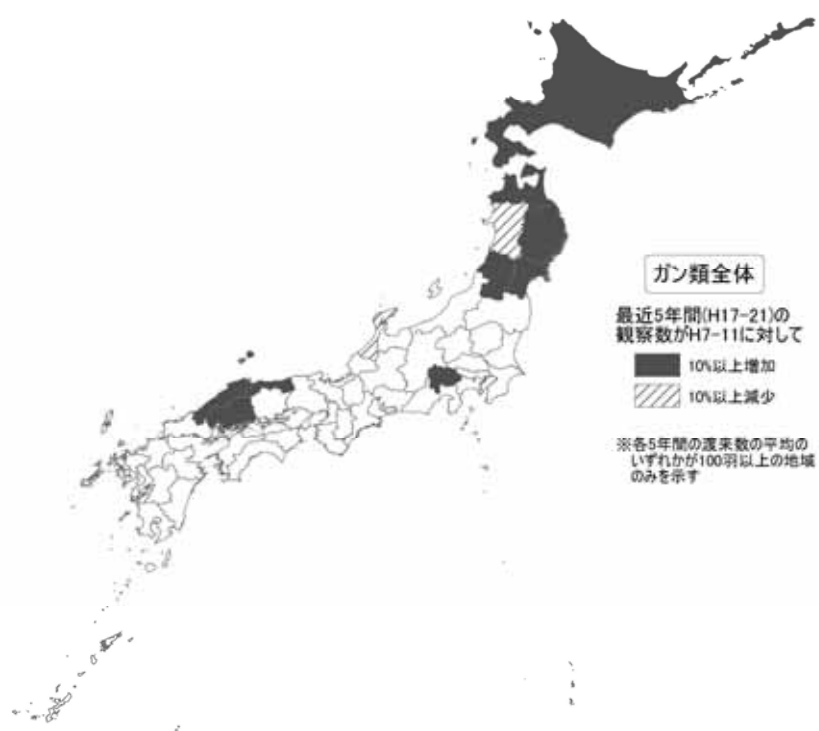 ガン類全体
最近5年間(H17-21)の
観察数がH7-11に対して
10%以上増加
10%以上減少
※各5年間の渡来数の平均の
いずれかが100羽以上の地域
のみを示す